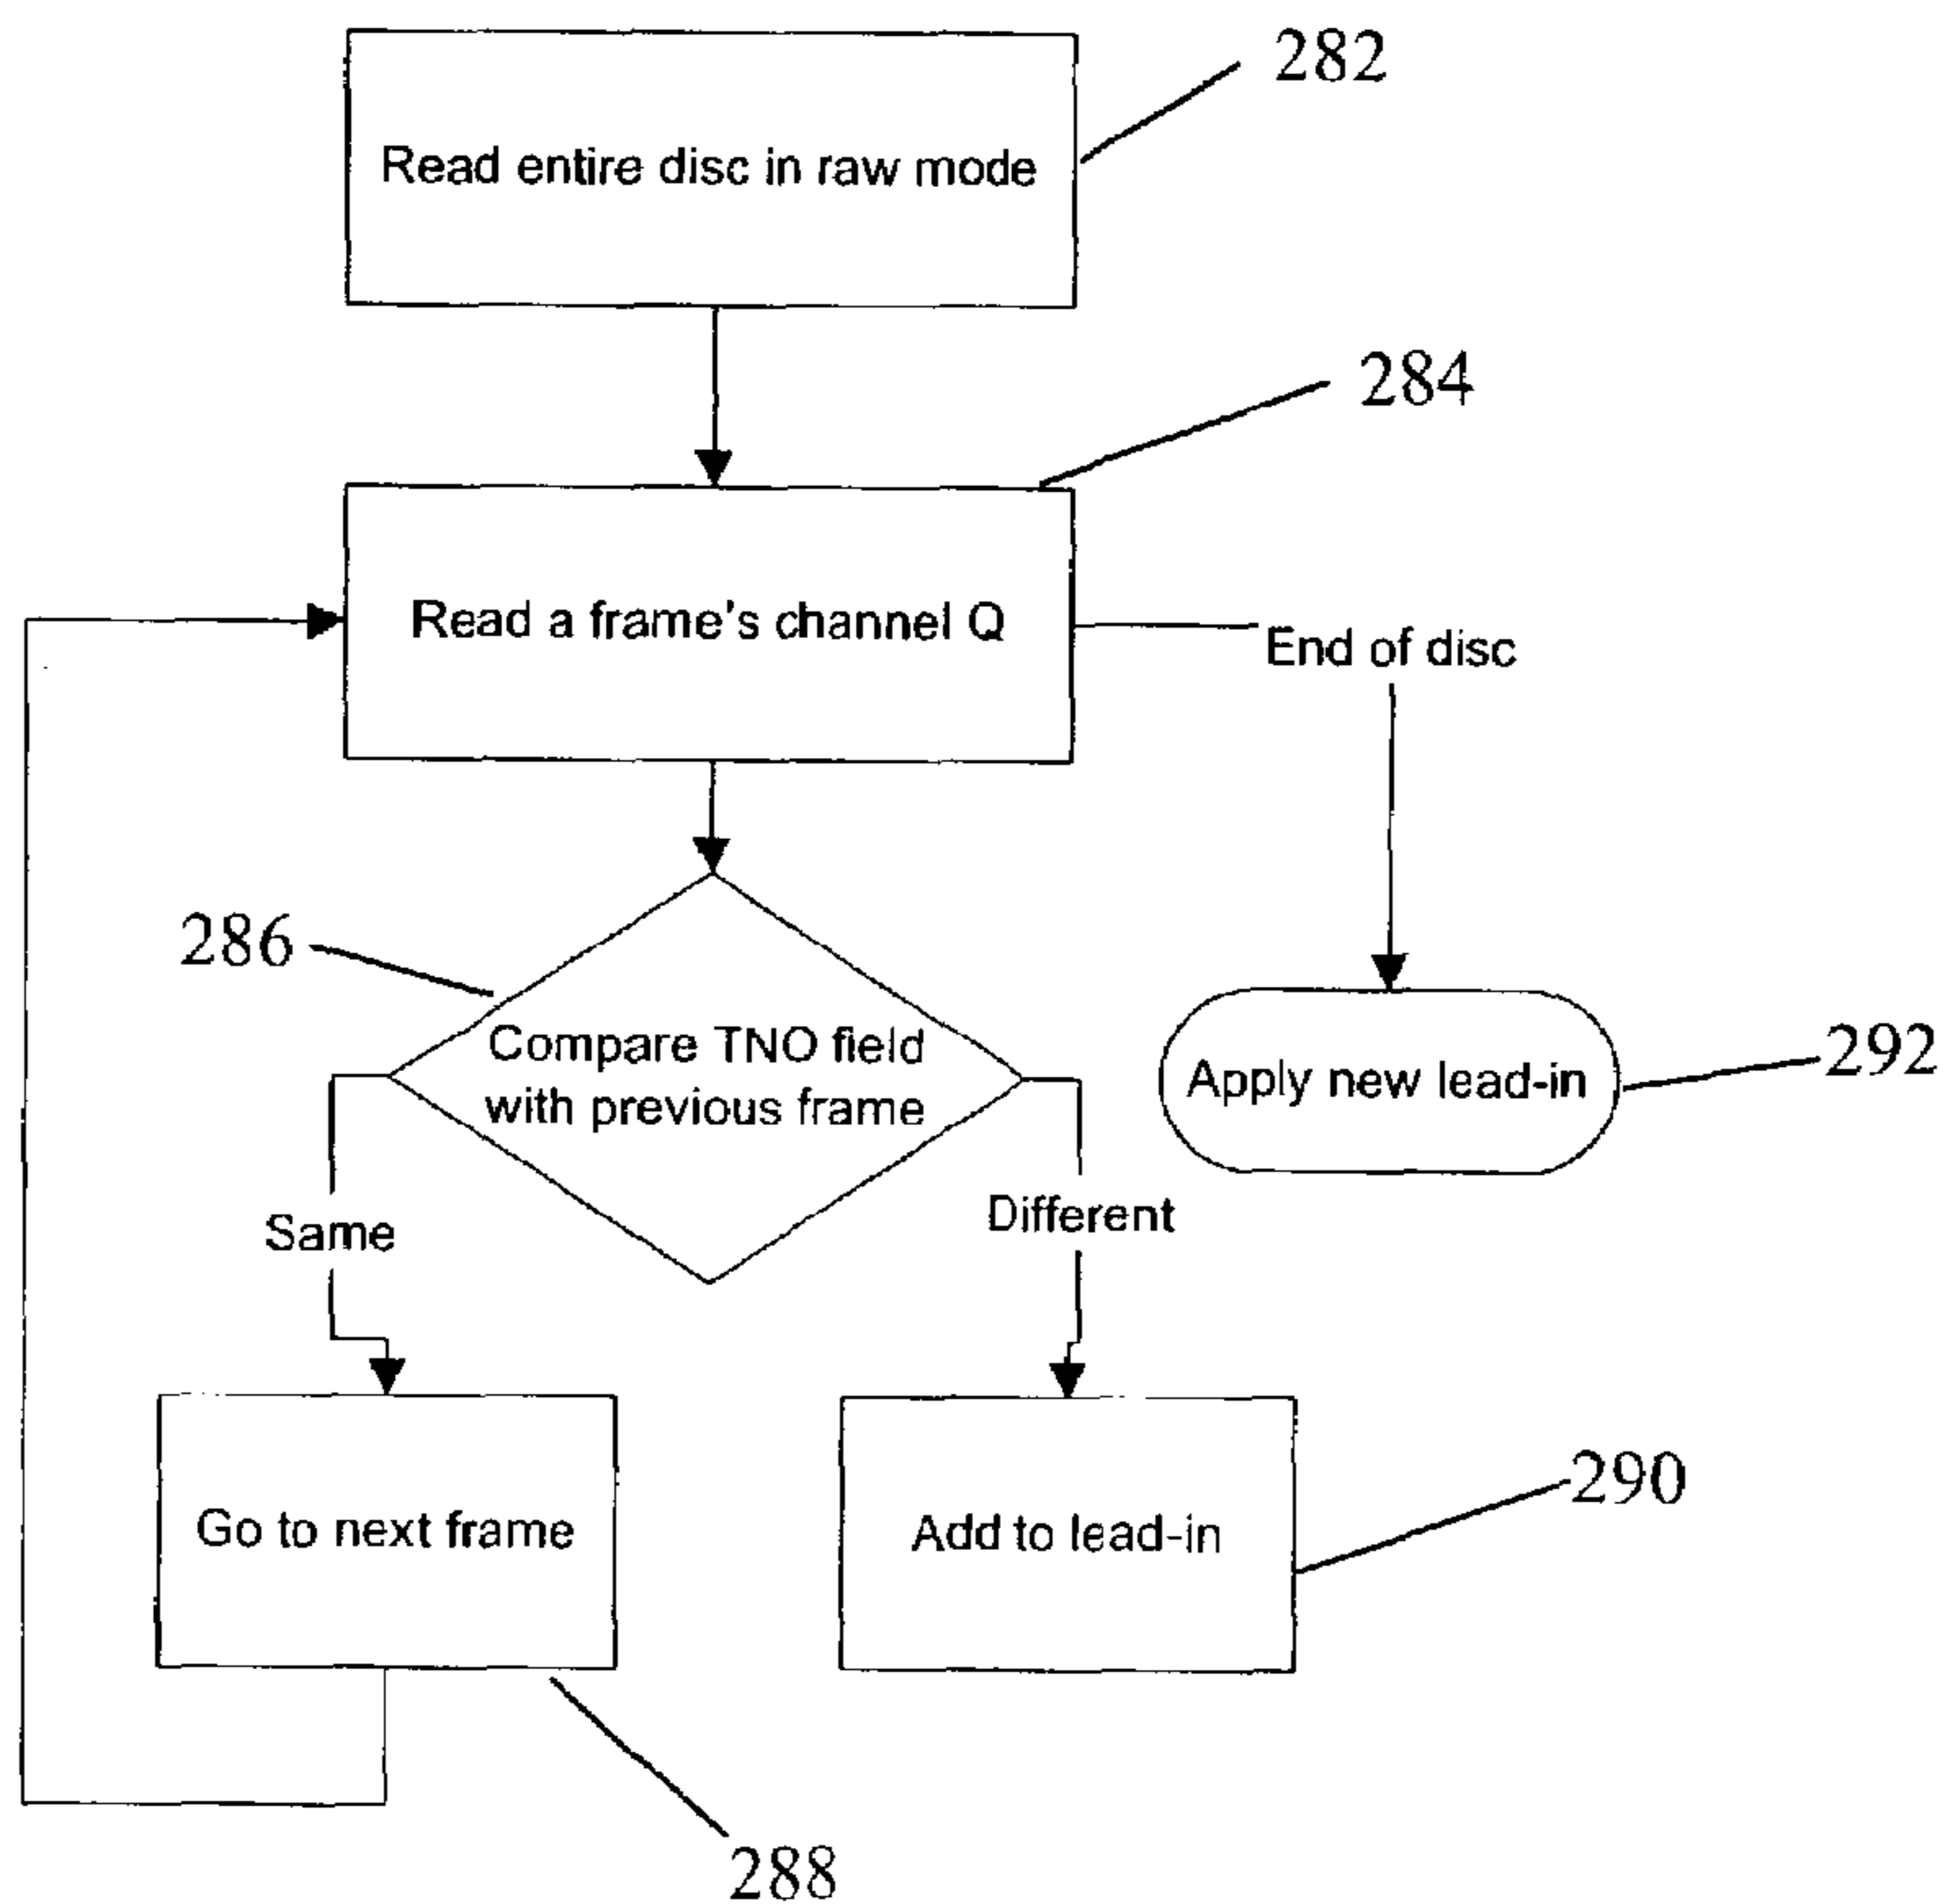 282
Read entire disc in raw mode
284
Read a frame's channel Q
End of disc
286
Compare TNO field
with previous frame
Apply new lead-in
292
Same
Different
Go to next frame
Add to lead-in
290
288